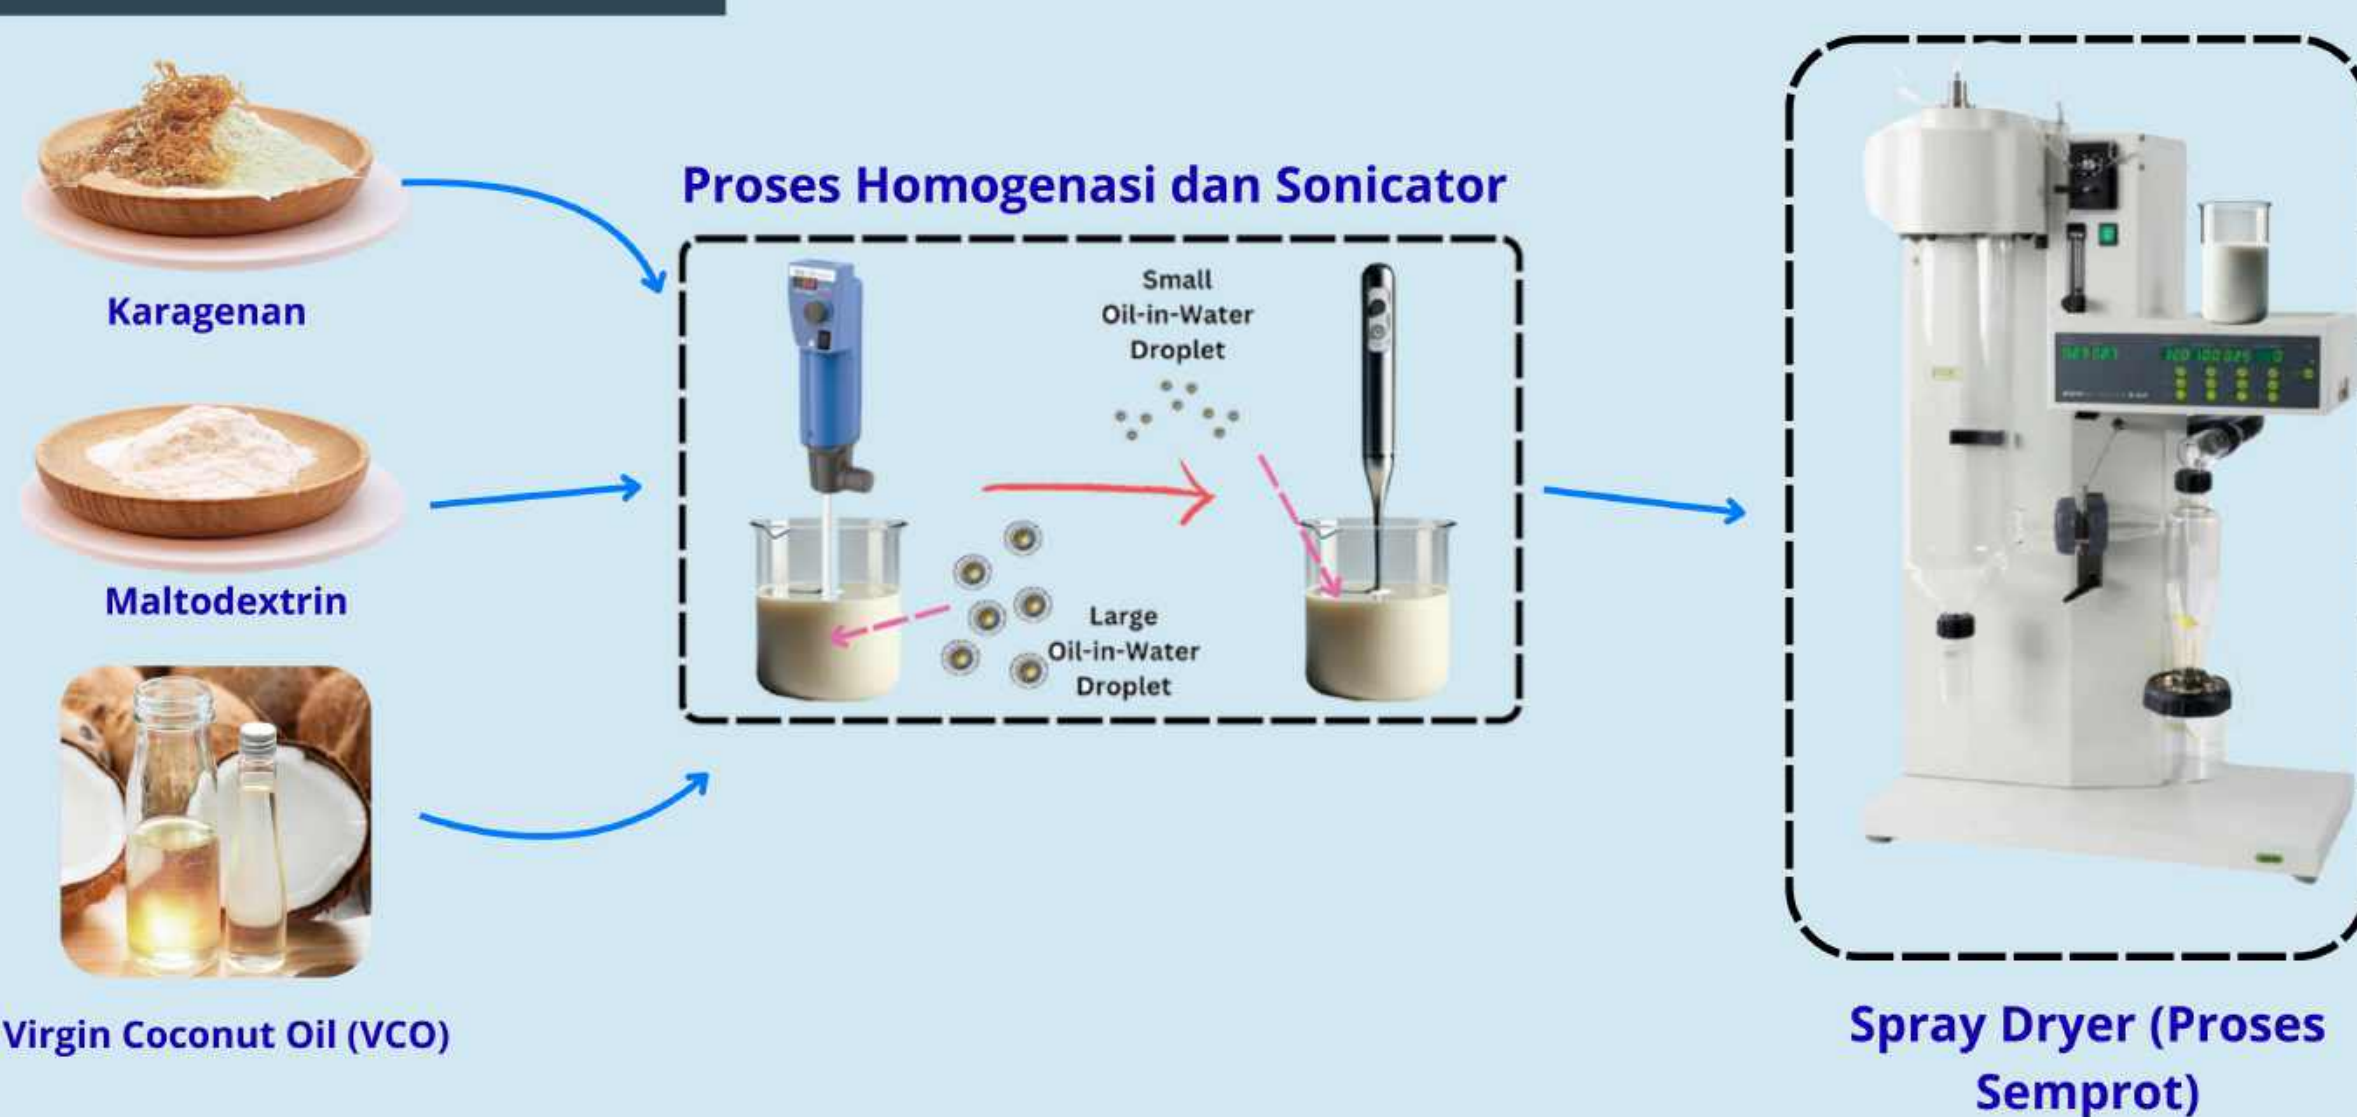 Karagenan
Maltodextrin
Virgin Coconut Oil (VCO)
Proses Homogenasi dan Sonicator
Small
Oil-in-Water
Droplet
Large
Oil-in-Water
Droplet
Spray Dryer (Proses
Semprot)